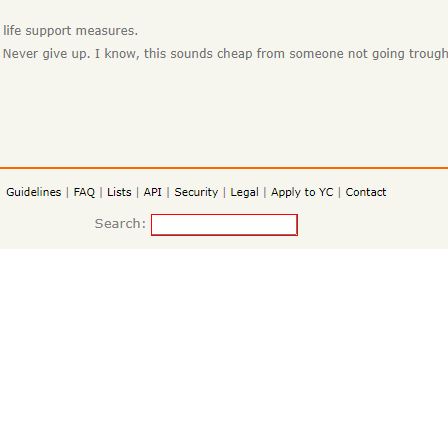 life support measures.
Never give up. I know, this sounds cheap from someone not going trough
Guidelines | FAQ | Lists | API | Security | Legal | Apply to YC | Contact
Search: